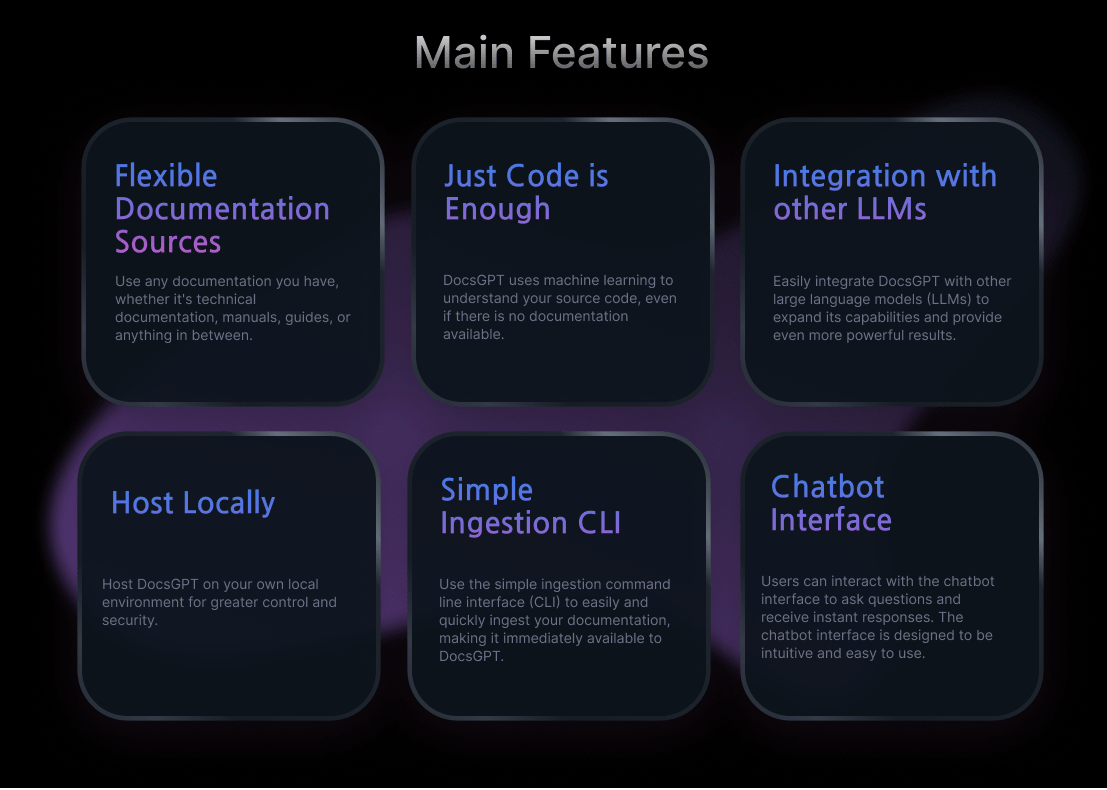 Main Features
Flexible
Documentation
Sources
Use any documentation you have,
whether it's technical
documentation, manuals, guides, or
anything in between.
Just Code is
Enough
DocsGPT uses machine learning to
understand your source code, even
if there is no documentation
available.
Integration with
other LLMs
Easily integrate DocsGPT with other
large language models (LLMs) to
expand its capabilities and provide
even more powerful results.
Host Locally
Host DocsGPT on your own local
environment for greater control and
security.
Simple
Ingestion CLI
Use the simple ingestion command
line interface (CLI) to easily and
quickly ingest your documentation,
making it immediately available to
DocsGPT.
Chatbot
Interface
Users can interact with the chatbot
interface to ask questions and
receive instant responses. The
chatbot interface is designed to be
intuitive and easy to use.